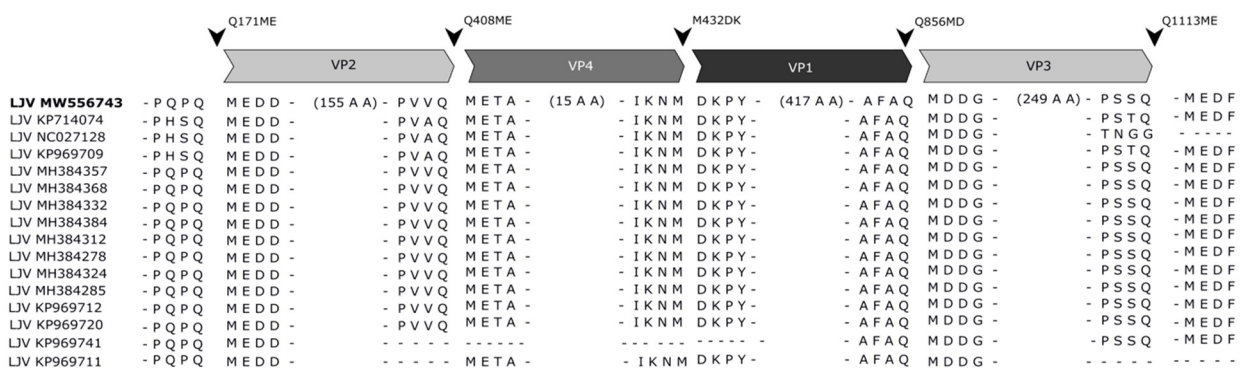 Q171ME Q408ME M432DK Q856MD Q1113ME
VP2 VP4 VP1 VP3
LJV MW556743 - P Q P Q M E D D - (155 A A) - P V V Q M E T A - (15 A A) - I K N M D K P Y - (417 A A) - A F A Q M D D G - (249 A A) - P S S Q - M E D F
LJV KP714074 - P H S Q M E D D - - P V A Q M E T A - - I K N M D K P Y - - A F A Q M D D G - - P S T Q - M E D F
LJV NC027128 - P H S Q M E D D - - P V A Q M E T A - - I K N M D K P Y - - A F A Q M D D G - - T N G G - - - - -
LJV KP969709 - P H S Q M E D D - - P V A Q M E T A - - I K N M D K P Y - - A F A Q M D D G - - P S T Q - M E D F
LJV MH384357 - P Q P Q M E D D - - P V V Q M E T A - - I K N M D K P Y - - A F A Q M D D G - - P S S Q - M E D F
LJV MH384368 - P Q P Q M E D D - - P V V Q M E T A - - I K N M D K P Y - - A F A Q M D D G - - P S S Q - M E D F
LJV MH384332 - P Q P Q M E D D - - P V V Q M E T A - - I K N M D K P Y - - A F A Q M D D G - - P S S Q - M E D F
LJV MH384384 - P Q P Q M E D D - - P V V Q M E T A - - I K N M D K P Y - - A F A Q M D D G - - P S S Q - M E D F
LJV MH384312 - P Q P Q M E D D - - P V V Q M E T A - - I K N M D K P Y - - A F A Q M D D G - - P S S Q - M E D F
LJV MH384278 - P Q P Q M E D D - - P V V Q M E T A - - I K N M D K P Y - - A F A Q M D D G - - P S S Q - M E D F
LJV MH384324 - P Q P Q M E D D - - P V V Q M E T A - - I K N M D K P Y - - A F A Q M D D G - - P S S Q - M E D F
LJV MH384285 - P Q P Q M E D D - - P V V Q M E T A - - I K N M D K P Y - - A F A Q M D D G - - P S S Q - M E D F
LJV KP969712 - P Q P Q M E D D - - P V V Q M E T A - - I K N M D K P Y - - A F A Q M D D G - - P S S Q - M E D F
LJV KP969720 - P Q P Q M E D D - - P V V Q M E T A - - I K N M D K P Y - - A F A Q M D D G - - P S S Q - M E D F
LJV KP969741 - P Q P Q M E D D - - - - - - - - - - - - - - - - - - - - - - - A F A Q M D D G - - P S S Q - M E D F
LJV KP969711 - P Q P Q M E D D - - - - - - M E T A - - I K N M D K P Y - - A F A Q M D D G - - - - - - - - - - -